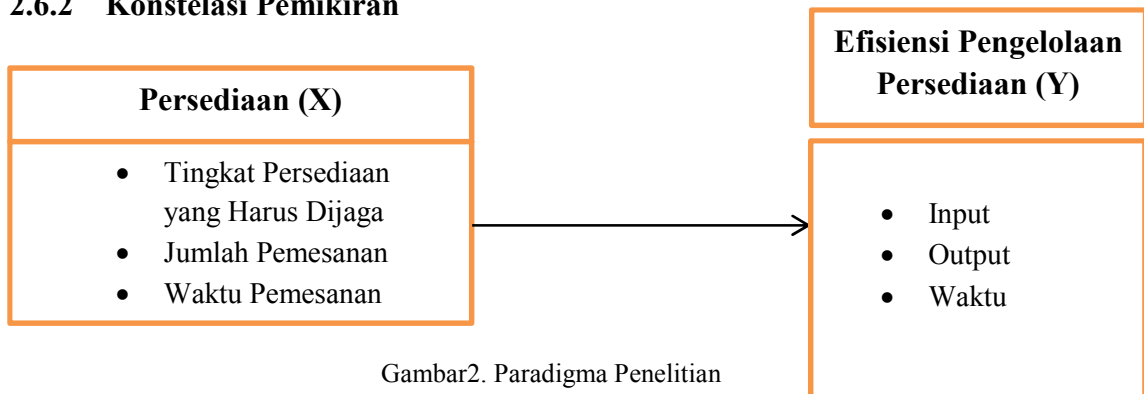 2.6.2 Konstelasi Pemikiran
Persediaan (X)
• Tingkat Persediaan
yang Harus Dijaga
• Jumlah Pemesanan
• Waktu Pemesanan
Efisiensi Pengelolaan
Persediaan (Y)
• Input
• Output
• Waktu
Gambar2. Paradigma Penelitian